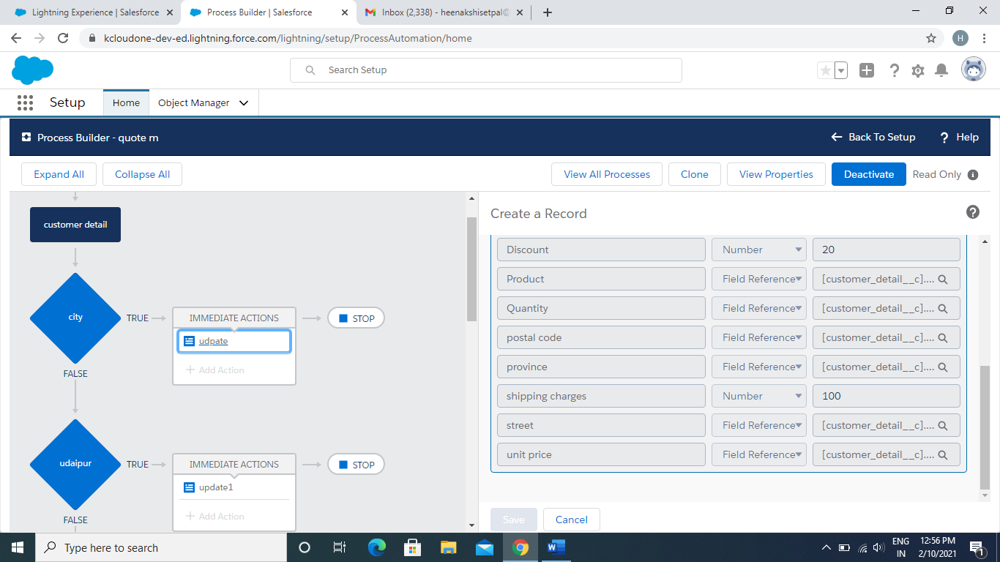 Lightning Experience | Salesforce
Process Builder | Salesforce
Inbox (2,338) - heenakshisetpal@
kcloudone-dev-ed.lightning.force.com/lightning/setup/ProcessAutomation/home
H
Search Setup
Setup
Home
Object Manager
Process Builder - quote m
Back To Setup
? Help
Expand All
Collapse All
View All Processes
Clone
View Properties
Deactivate
Read Only
customer detail
city
TRUE
IMMEDIATE ACTIONS
STOP
udpate
+ Add Action
FALSE
udaipur
TRUE
IMMEDIATE ACTIONS
STOP
update1
+ Add Action
FALSE
Create a Record
Discount Number 20
Product Field Reference [customer_detail__c]....
Quantity Field Reference [customer_detail__c]....
postal code Field Reference [customer_detail__c]....
province Field Reference [customer_detail__c]....
shipping charges Number 100
street Field Reference [customer_detail__c]....
unit price Field Reference [customer_detail__c]....
Save
Cancel
Type here to search
ENG
IN
12:56 PM
2/10/2021
1